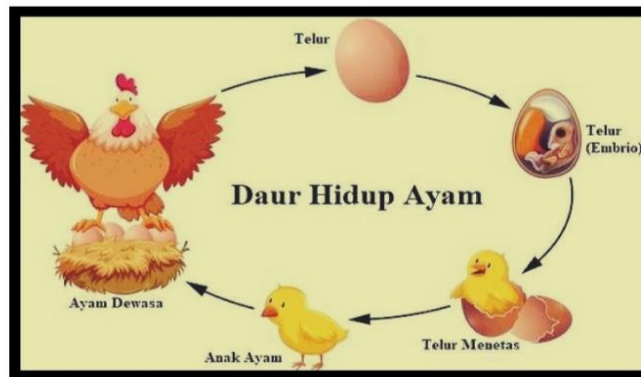 Telur
Telur
(Embrio)
Daur Hidup Ayam
Ayam Dewasa
Telur Menetas
Anak Ayam